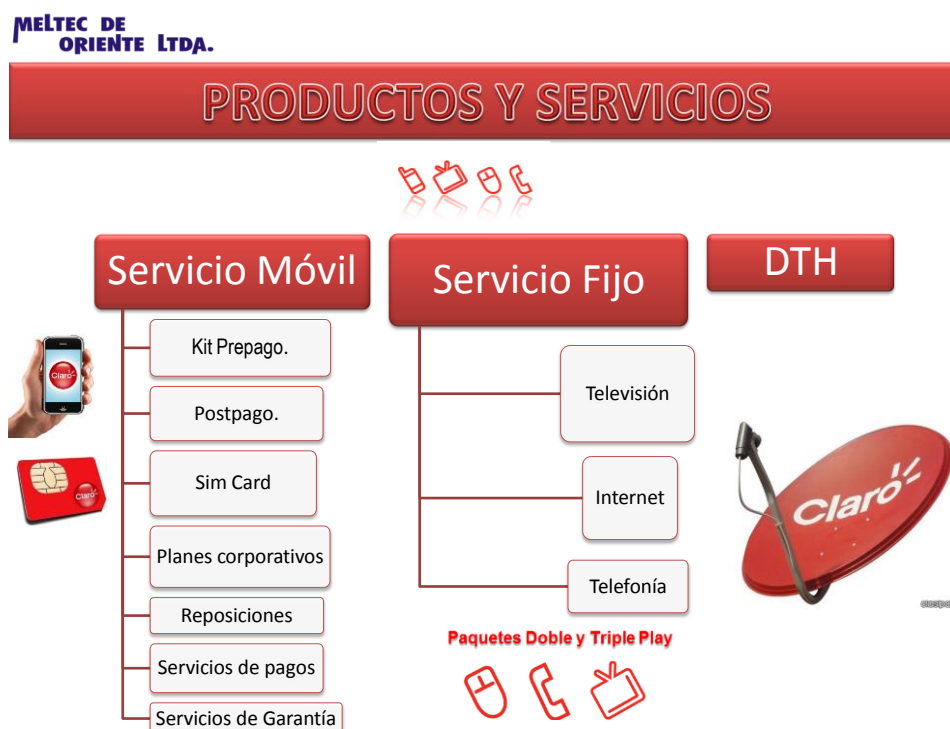 MELTEC DE
ORIENTE LTDA.
PRODUCTOS Y SERVICIOS
Servicio Móvil
Kit Prepago.
Postpago.
Sim Card
Planes corporativos
Reposiciones
Servicios de pagos
Servicios de Garantía
Claro
Claro
Servicio Fijo
Televisión
Internet
Telefonía
Paquetes Doble y Triple Play
DTH
Claro